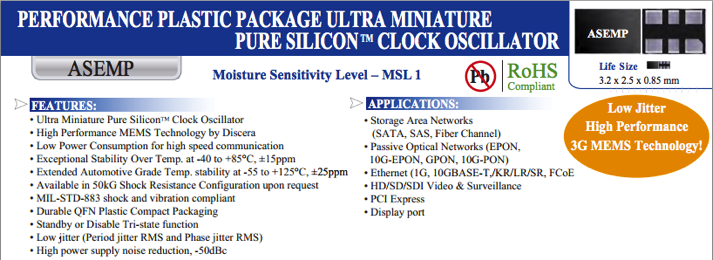 PERFORMANCE PLASTIC PACKAGE ULTRA MINIATURE
PURE SILICON™ CLOCK OSCILLATOR
ASEMP
ASEMP
Moisture Sensitivity Level – MSL 1
Pb
RoHS
Compliant
Life Size
3.2 x 2.5 x 0.85 mm
FEATURES:
• Ultra Miniature Pure Silicon™ Clock Oscillator
• High Performance MEMS Technology by Discera
• Low Power Consumption for high speed communication
• Exceptional Stability Over Temp. at -40 to +85°C, ±15ppm
• Extended Automotive Grade Temp. stability at -55 to +125°C, ±25ppm
• Available in 50kG Shock Resistance Configuration upon request
• MIL-STD-883 shock and vibration compliant
• Durable QFN Plastic Compact Packaging
• Standby or Disable Tri-state function
• Low jitter (Period jitter RMS and Phase jitter RMS)
• High power supply noise reduction, -50dBc
APPLICATIONS:
• Storage Area Networks
(SATA, SAS, Fiber Channel)
• Passive Optical Networks (EPON,
10G-EPON, GPON, 10G-PON)
• Ethernet (1G, 10GBASE-T/KR/LR/SR, FCoE
• HD/SD/SDI Video & Surveillance
• PCI Express
• Display port
Low Jitter
High Performance
3G MEMS Technology!